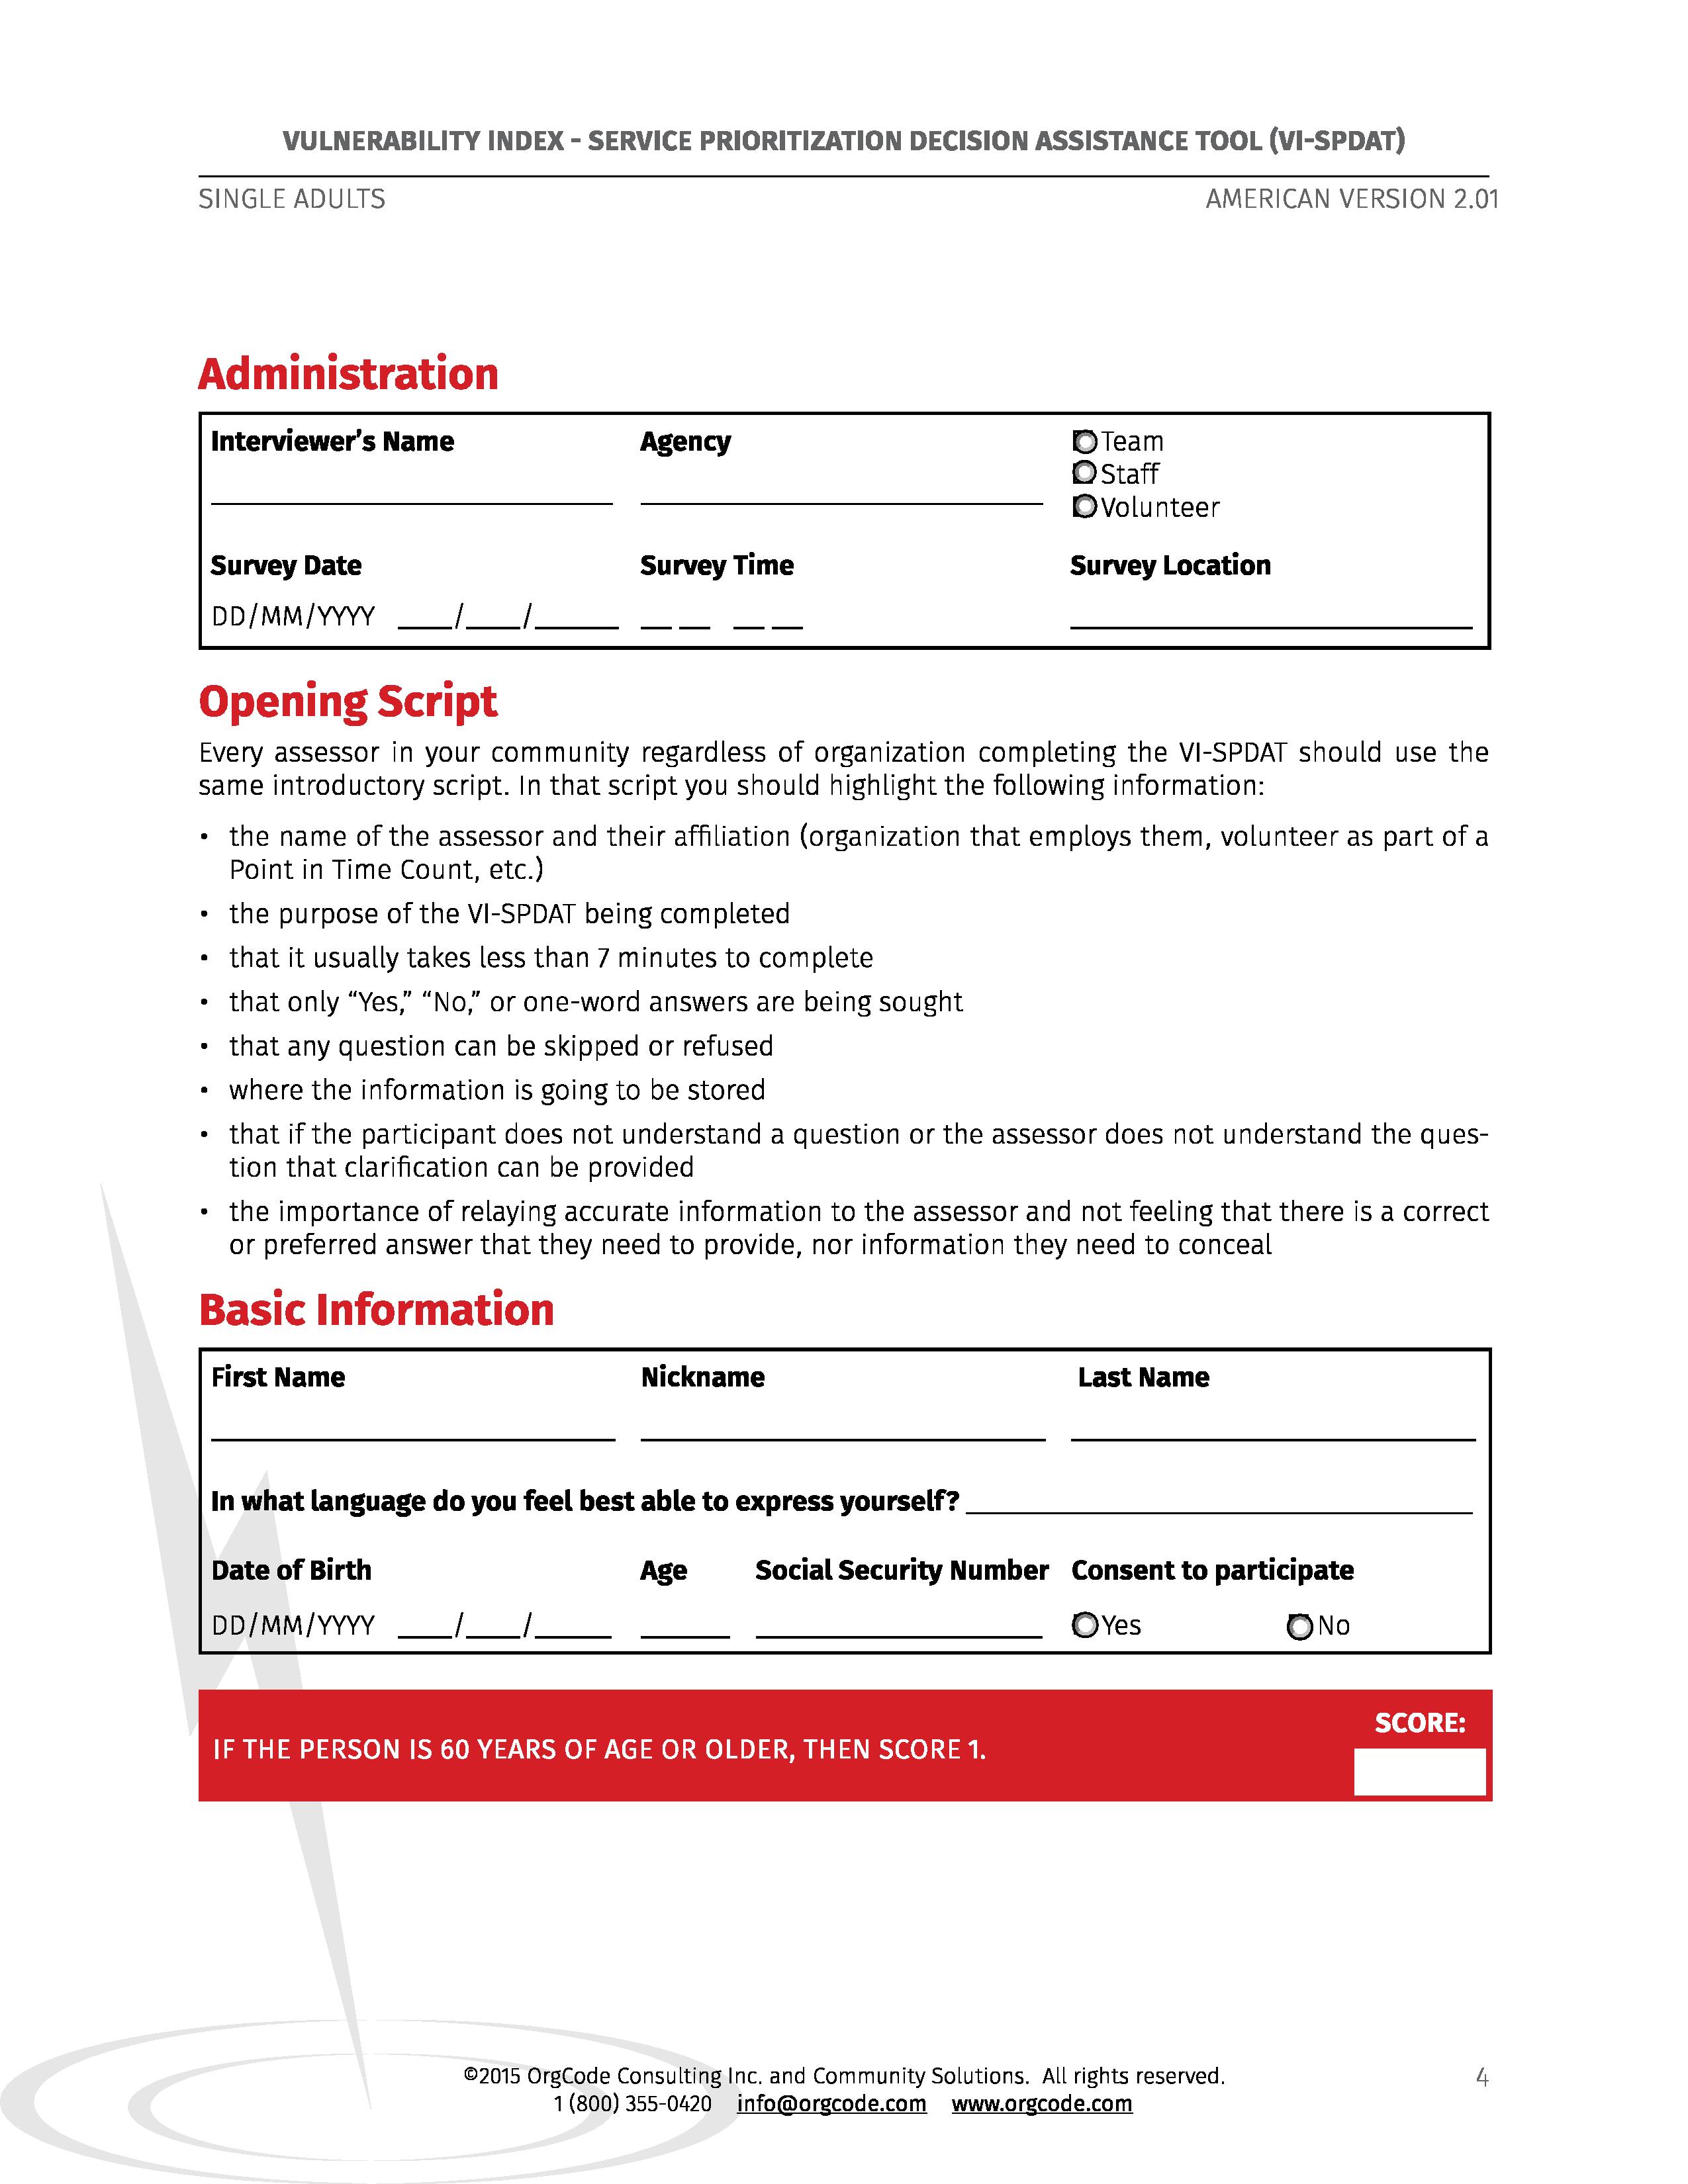 VULNERABILITY INDEX - SERVICE PRIORITIZATION DECISION ASSISTANCE TOOL (VI-SPDAT)
SINGLE ADULTS AMERICAN VERSION 2.01
Administration
Interviewer’s Name Agency Team
Staff
Volunteer
Survey Date Survey Time Survey Location
DD/MM/YYYY ____/____/______ __ __ __ __ ______________
Opening Script
Every assessor in your community regardless of organization completing the VI-SPDAT should use the
same introductory script. In that script you should highlight the following information:
• the name of the assessor and their affiliation (organization that employs them, volunteer as part of a
Point in Time Count, etc.)
• the purpose of the VI-SPDAT being completed
• that it usually takes less than 7 minutes to complete
• that only “Yes,” “No,” or one-word answers are being sought
• that any question can be skipped or refused
• where the information is going to be stored
• that if the participant does not understand a question or the assessor does not understand the ques-
tion that clarification can be provided
• the importance of relaying accurate information to the assessor and not feeling that there is a correct
or preferred answer that they need to provide, nor information they need to conceal
Basic Information
First Name Nickname Last Name
In what language do you feel best able to express yourself? ______________
Date of Birth Age Social Security Number Consent to participate
DD/MM/YYYY ____/____/______ ______ ______________ Yes No
SCORE:
IF THE PERSON IS 60 YEARS OF AGE OR OLDER, THEN SCORE 1.
©2015 OrgCode Consulting Inc. and Community Solutions. All rights reserved. 4
1 (800) 355-0420 info@orgcode.com www.orgcode.com